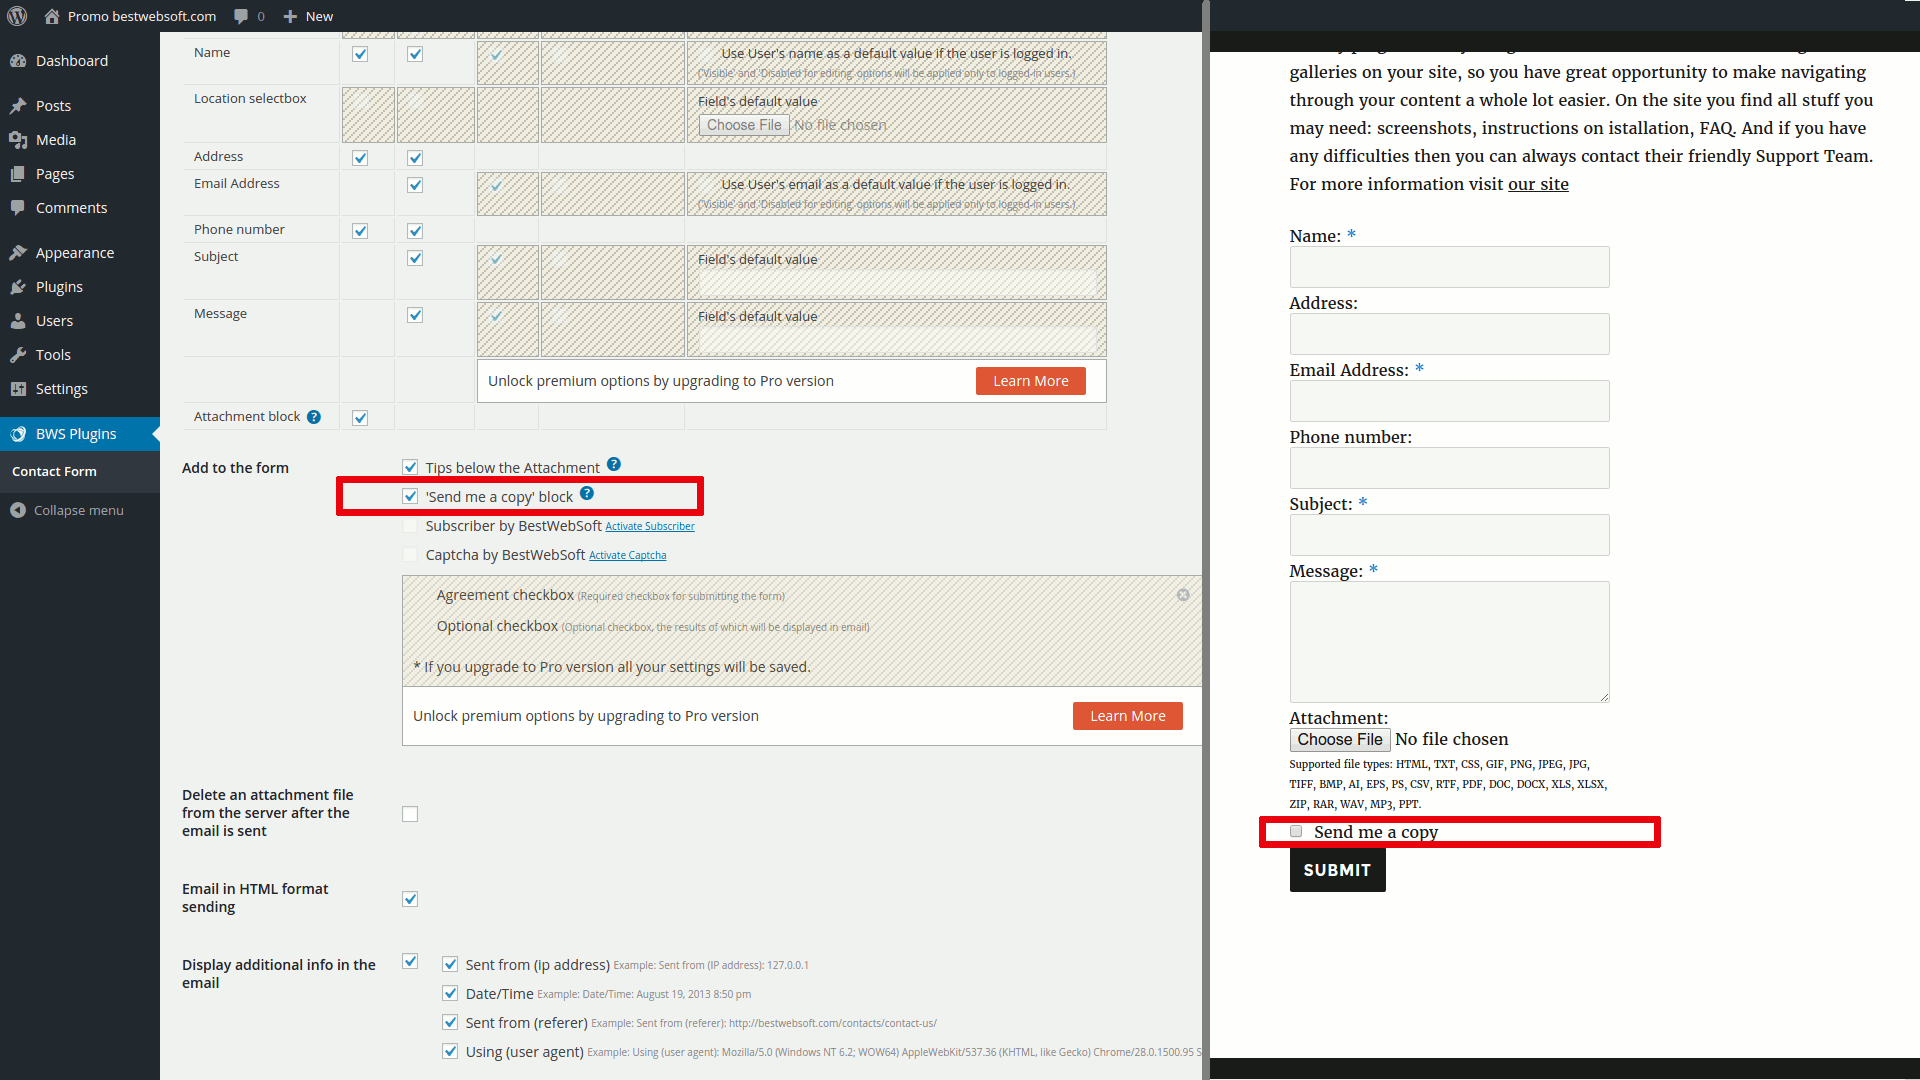 Promo bestwebsoft.com
0
New
Dashboard
Posts
Media
Pages
Comments
Appearance
Plugins
Users
Tools
Settings
BWS Plugins
Contact Form
Collapse menu
Name
Use User's name as a default value if the user is logged in.
('Visible' and 'Disabled for editing' options will be applied only to logged-in users.)
Location selectbox
Field's default value
Choose File No file chosen
Address
Email Address
Use User's email as a default value if the user is logged in.
('Visible' and 'Disabled for editing' options will be applied only to logged-in users.)
Phone number
Subject
Field's default value
Message
Field's default value
Unlock premium options by upgrading to Pro version
Learn More
Attachment block ?
Add to the form
Tips below the Attachment ?
'Send me a copy' block ?
Subscriber by BestWebSoft Activate Subscriber
Captcha by BestWebSoft Activate Captcha
Agreement checkbox (Required checkbox for submitting the form)
Optional checkbox (Optional checkbox, the results of which will be displayed in email)
* If you upgrade to Pro version all your settings will be saved.
Unlock premium options by upgrading to Pro version
Learn More
Delete an attachment file
from the server after the
email is sent
Email in HTML format
sending
Display additional info in the
email
Sent from (ip address) Example: Sent from (IP address): 127.0.0.1
Date/Time Example: Date/Time: August 19, 2013 8:50 pm
Sent from (referer) Example: Sent from (referer): http://bestwebsoft.com/contacts/contact-us/
Using (user agent) Example: Using (user agent): Mozilla/5.0 (Windows NT 6.2; WOW64) AppleWebKit/537.36 (KHTML, like Gecko) Chrome/28.0.1500.95 S
galleries on your site, so you have great opportunity to make navigating
through your content a whole lot easier. On the site you find all stuff you
may need: screenshots, instructions on istallation, FAQ. And if you have
any difficulties then you can always contact their friendly Support Team.
For more information visit our site
Name: *
Address:
Email Address: *
Phone number:
Subject: *
Message: *
Attachment:
Choose File No file chosen
Supported file types: HTML, TXT, CSS, GIF, PNG, JPEG, JPG,
TIFF, BMP, AI, EPS, PS, CSV, RTF, PDF, DOC, DOCX, XLS, XLSX,
ZIP, RAR, WAV, MP3, PPT.
Send me a copy
SUBMIT